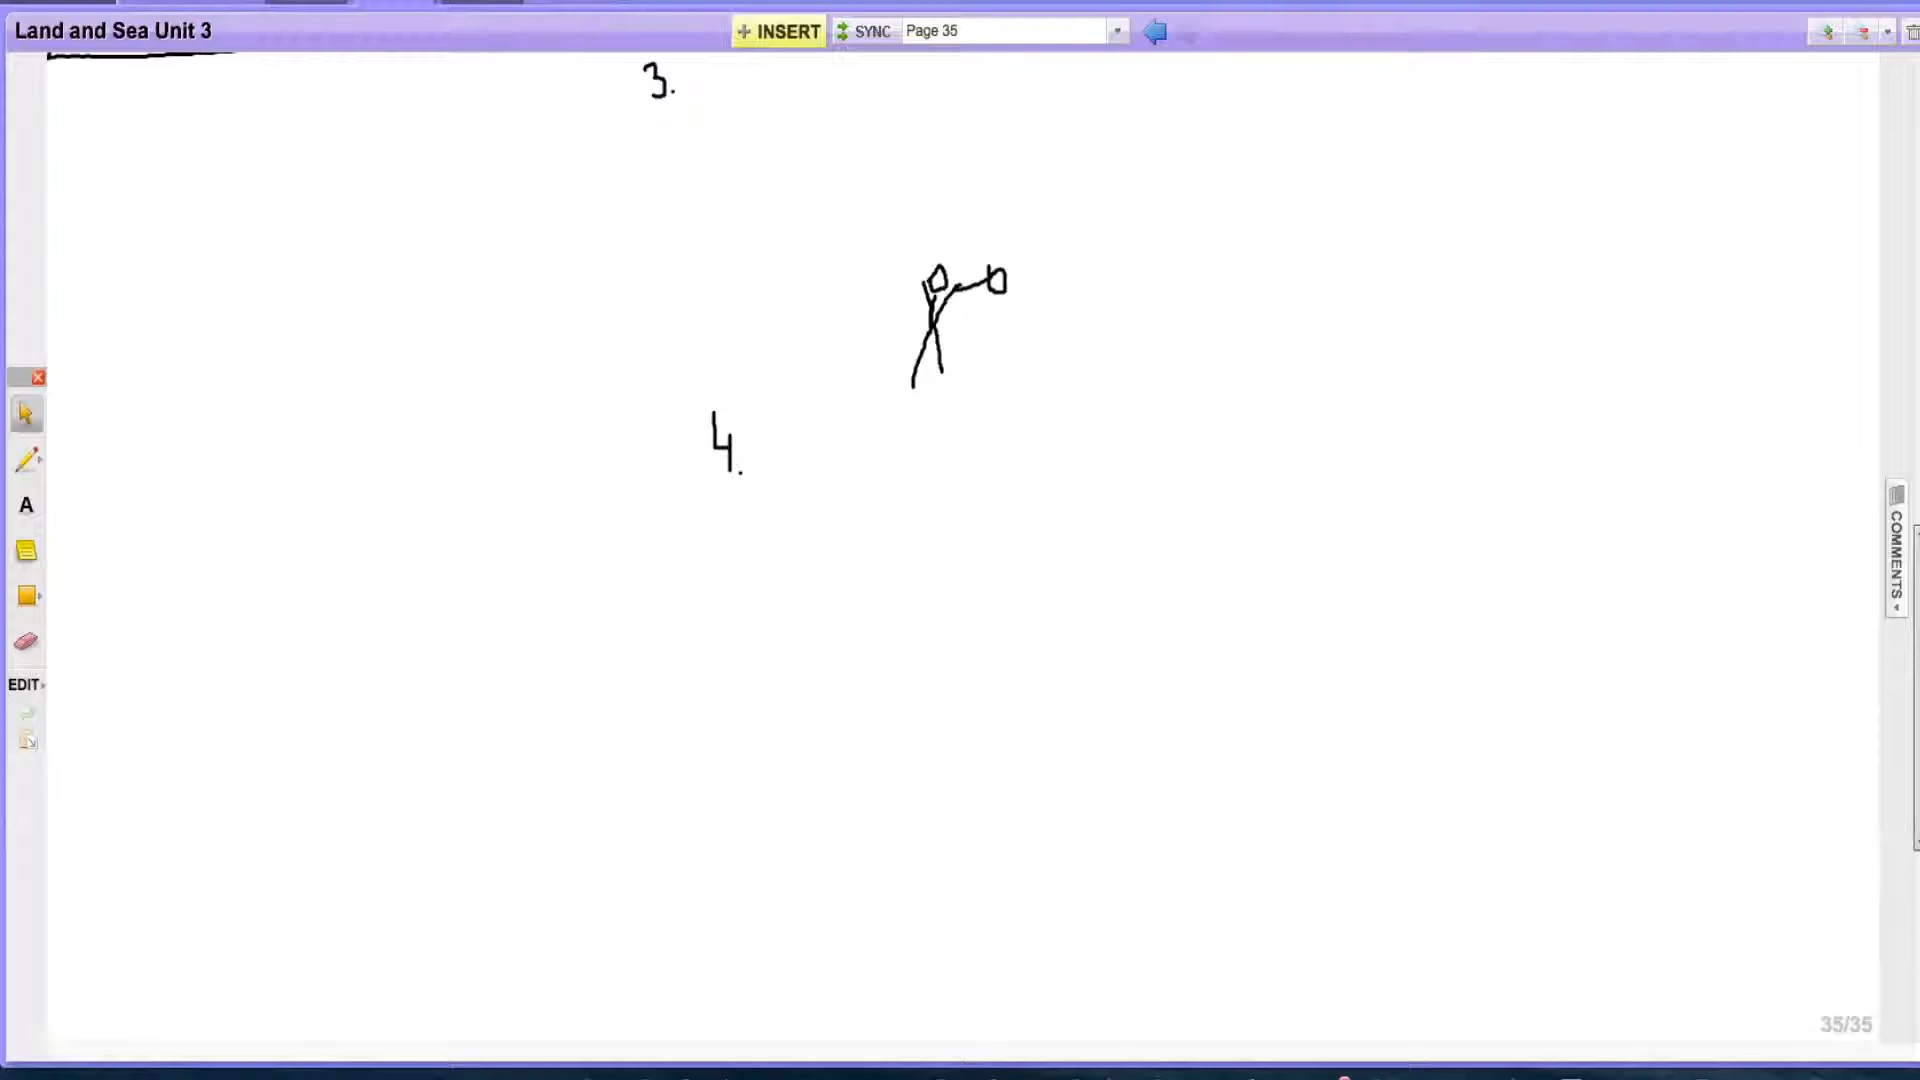 Land and Sea Unit 3
+ INSERT
SYNC
Page 35
3.
4.
A
EDIT
COMMENTS
35/35